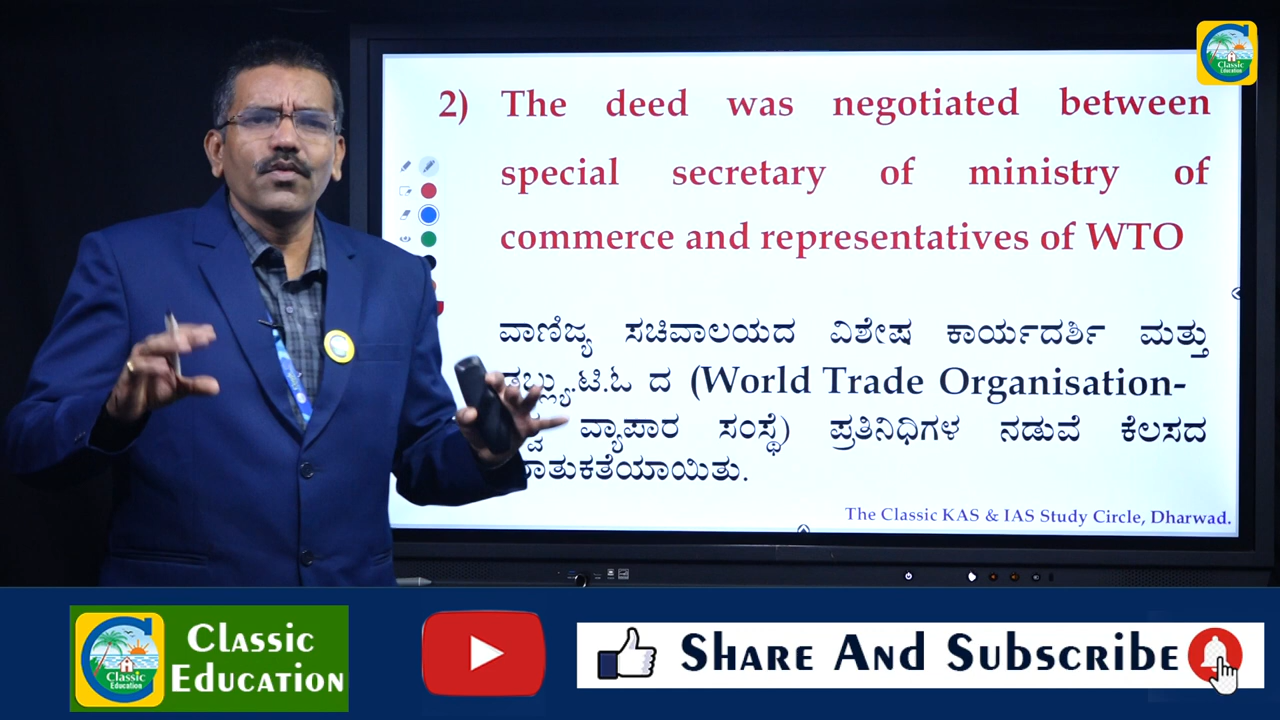 Classic
Education
2) The deed was negotiated between
special secretary of ministry of
commerce and representatives of WTO
ವಾಣಿಜ್ಯ ಸಚಿವಾಲಯದ ವಿಶೇಷ ಕಾರ್ಯದರ್ಶಿ ಮತ್ತು
ದ (World Trade Organisation-
ವ್ಯಾಪಾರ ಸಂಸ್ಥೆ) ಪ್ರತಿನಿಧಿಗಳ ನಡುವೆ ಕೆಲಸದ
The Classic KAS & IAS Study Circle, Dharwad.
Classic
Education
Classic
Education
Share And Subscribe